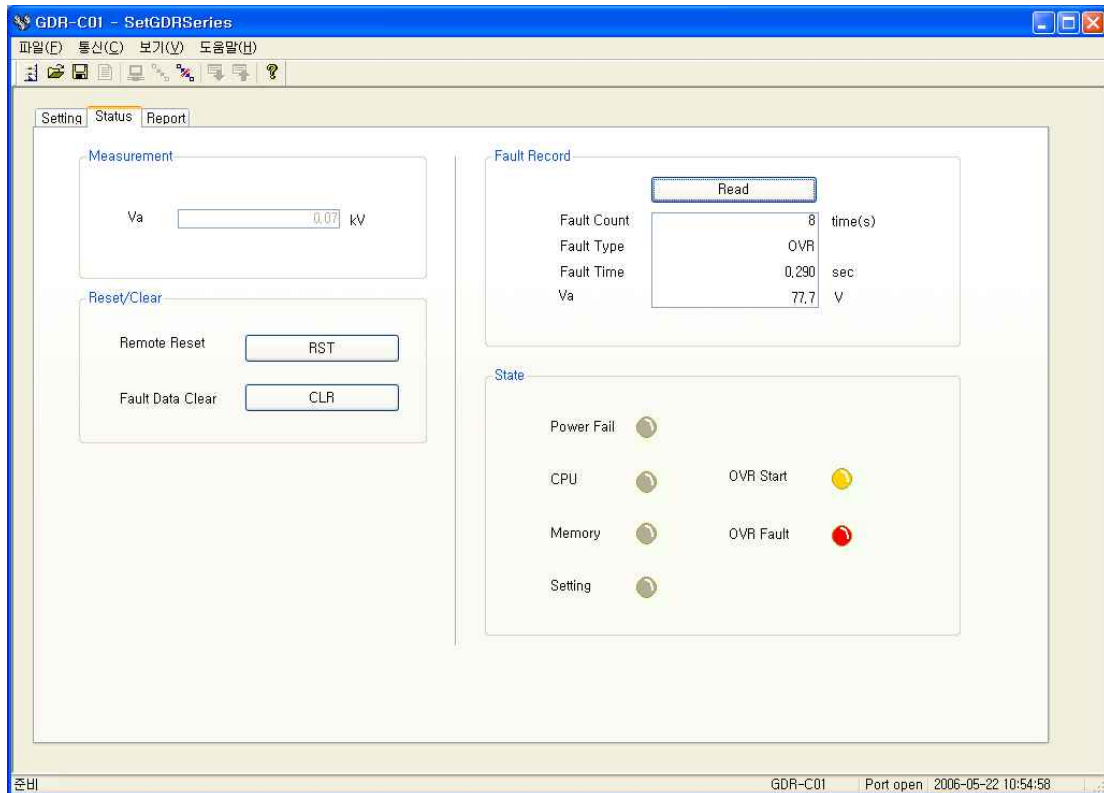 GDR-C01 - SetGDRSeries
파일(F) 통신(C) 보기(V) 도움말(H)
Setting Status Report
Measurement
Va 0.07 kV
Reset/Clear
Remote Reset RST
Fault Data Clear CLR
Fault Record
Read
Fault Count 8 time(s)
Fault Type OVR
Fault Time 0.290 sec
Va 77.7 V
State
Power Fail
CPU OVR Start
Memory OVR Fault
Setting
준비 GDR-C01 Port open 2006-05-22 10:54:58